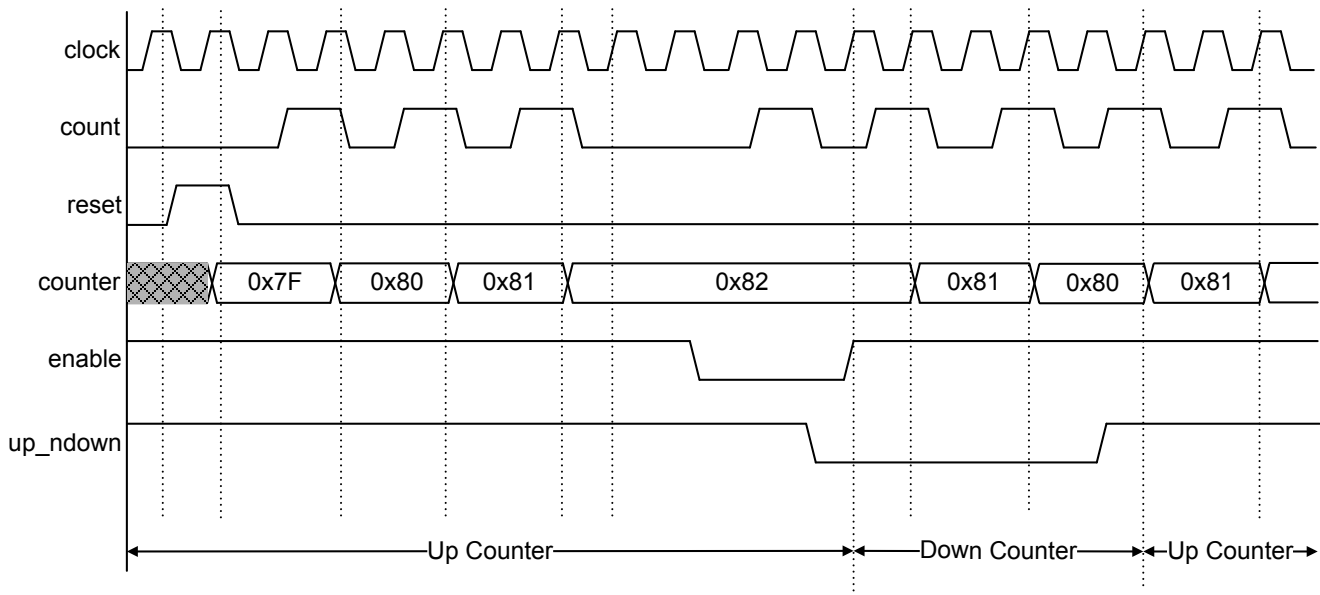 clock
count
reset
counter 0x7F 0x80 0x81 0x82 0x81 0x80 0x81
enable
up_ndown
Up Counter Down Counter Up Counter